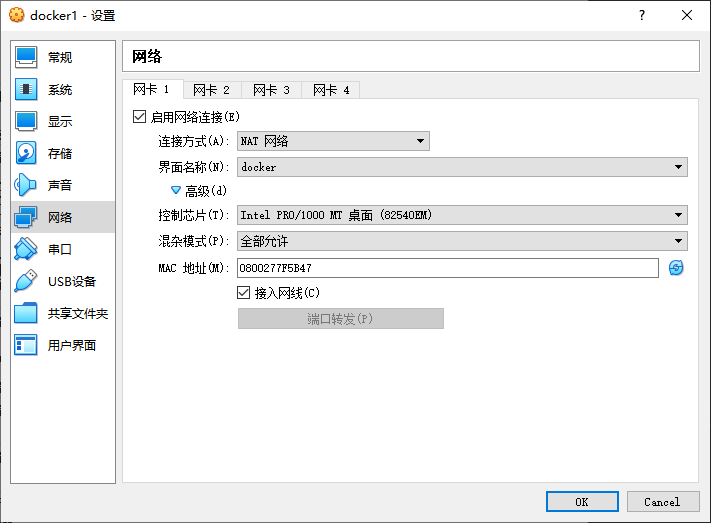 docker1 - 设置
常规
系统
显示
存储
声音
网络
串口
USB设备
共享文件夹
用户界面
网络
网卡 1 网卡 2 网卡 3 网卡 4
启用网络连接(E)
连接方式(A): NAT 网络
界面名称(N): docker
高级(d)
控制芯片(T): Intel PRO/1000 MT 桌面 (82540EM)
混杂模式(P): 全部允许
MAC 地址(M): 0800277F5B47
接入网线(C)
端口转发(P)
OK Cancel